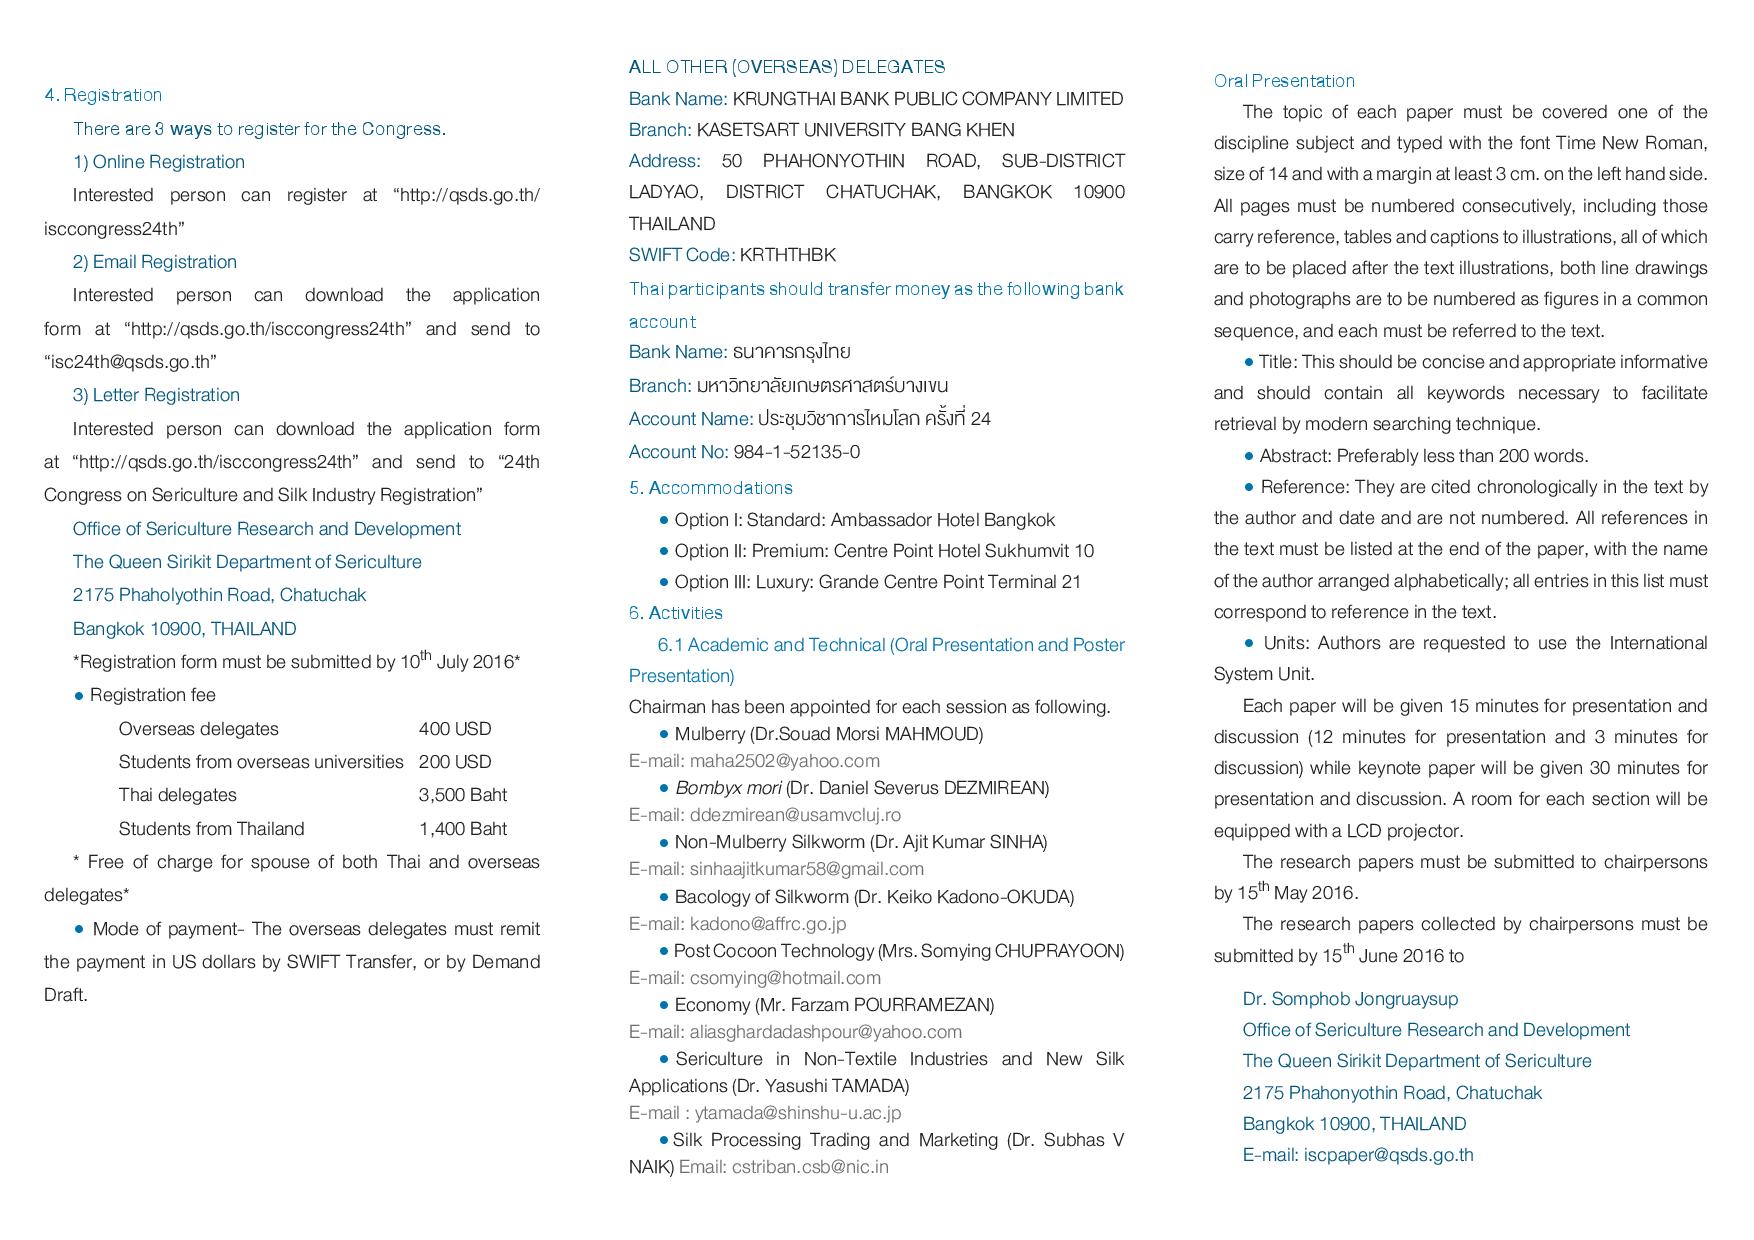 4. Registration
There are 3 ways to register for the Congress.
1) Online Registration
Interested person can register at “http://qsds.go.th/
isccongress24th”
2) Email Registration
Interested person can download the application
form at “http://qsds.go.th/isccongress24th” and send to
“isc24th@qsds.go.th”
3) Letter Registration
Interested person can download the application form
at “http://qsds.go.th/isccongress24th” and send to “24th
Congress on Sericulture and Silk Industry Registration”
Office of Sericulture Research and Development
The Queen Sirikit Department of Sericulture
2175 Phaholyothin Road, Chatuchak
Bangkok 10900, THAILAND
*Registration form must be submitted by 10th July 2016*
• Registration fee
Overseas delegates 400 USD
Students from overseas universities 200 USD
Thai delegates 3,500 Baht
Students from Thailand 1,400 Baht
* Free of charge for spouse of both Thai and overseas
delegates*
• Mode of payment- The overseas delegates must remit
the payment in US dollars by SWIFT Transfer, or by Demand
Draft.
ALL OTHER (OVERSEAS) DELEGATES
Bank Name: KRUNGTHAI BANK PUBLIC COMPANY LIMITED
Branch: KASETSART UNIVERSITY BANG KHEN
Address: 50 PHAHONYOTHIN ROAD, SUB-DISTRICT
LADYAO, DISTRICT CHATUCHAK, BANGKOK 10900
THAILAND
SWIFT Code: KRTHTHBK
Thai participants should transfer money as the following bank
account
Bank Name: ธนาคารกรุงไทย
Branch: มหาวิทยาลัยเกษตรศาสตร์บางเขน
Account Name: ประชุมวิชาการไหมโลก ครั้งที่ 24
Account No: 984-1-52135-0
5. Accommodations
• Option I: Standard: Ambassador Hotel Bangkok
• Option II: Premium: Centre Point Hotel Sukhumvit 10
• Option III: Luxury: Grande Centre Point Terminal 21
6. Activities
6.1 Academic and Technical (Oral Presentation and Poster
Presentation)
Chairman has been appointed for each session as following.
• Mulberry (Dr.Souad Morsi MAHMOUD)
E-mail: maha2502@yahoo.com
• Bombyx mori (Dr. Daniel Severus DEZMIREAN)
E-mail: ddezmirean@usamvcluj.ro
• Non-Mulberry Silkworm (Dr. Ajit Kumar SINHA)
E-mail: sinhaajitkumar58@gmail.com
• Bacology of Silkworm (Dr. Keiko Kadono-OKUDA)
E-mail: kadono@affrc.go.jp
• Post Cocoon Technology (Mrs. Somying CHUPRAYOON)
E-mail: csomying@hotmail.com
• Economy (Mr. Farzam POURRAMEZAN)
E-mail: aliasghardadashpour@yahoo.com
• Sericulture in Non-Textile Industries and New Silk
Applications (Dr. Yasushi TAMADA)
E-mail : ytamada@shinshu-u.ac.jp
• Silk Processing Trading and Marketing (Dr. Subhas V
NAIK) Email: cstriban.csb@nic.in
Oral Presentation
The topic of each paper must be covered one of the
discipline subject and typed with the font Time New Roman,
size of 14 and with a margin at least 3 cm. on the left hand side.
All pages must be numbered consecutively, including those
carry reference, tables and captions to illustrations, all of which
are to be placed after the text illustrations, both line drawings
and photographs are to be numbered as figures in a common
sequence, and each must be referred to the text.
• Title: This should be concise and appropriate informative
and should contain all keywords necessary to facilitate
retrieval by modern searching technique.
• Abstract: Preferably less than 200 words.
• Reference: They are cited chronologically in the text by
the author and date and are not numbered. All references in
the text must be listed at the end of the paper, with the name
of the author arranged alphabetically; all entries in this list must
correspond to reference in the text.
• Units: Authors are requested to use the International
System Unit.
Each paper will be given 15 minutes for presentation and
discussion (12 minutes for presentation and 3 minutes for
discussion) while keynote paper will be given 30 minutes for
presentation and discussion. A room for each section will be
equipped with a LCD projector.
The research papers must be submitted to chairpersons
by 15th May 2016.
The research papers collected by chairpersons must be
submitted by 15th June 2016 to
Dr. Somphob Jongruaysup
Office of Sericulture Research and Development
The Queen Sirikit Department of Sericulture
2175 Phahonyothin Road, Chatuchak
Bangkok 10900, THAILAND
E-mail: iscpaper@qsds.go.th